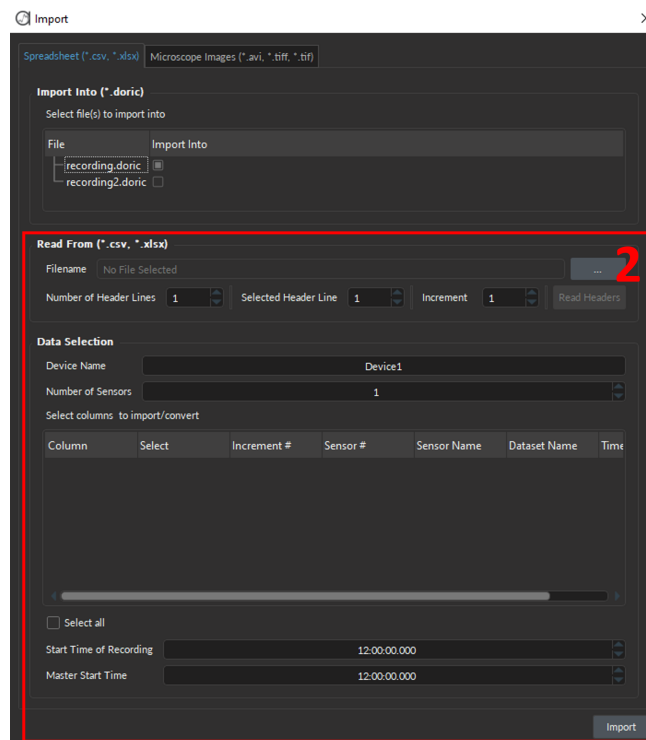 Import
Spreadsheet (*.csv, *.xlsx) Microscope Images (*.avi, *.tiff, *.tif)
Import Into (*.doric)
Select file(s) to import into
File Import Into
recording.doric
recording2.doric
Read From (*.csv, *.xlsx)
2
Filename No File Selected ...
Number of Header Lines 1 Selected Header Line 1 Increment 1 Read Headers
Data Selection
Device Name Device1
Number of Sensors 1
Select columns to import/convert
Column Select Increment # Sensor # Sensor Name Dataset Name Time
Select all
Start Time of Recording 12:00:00.000
Master Start Time 12:00:00.000
Import